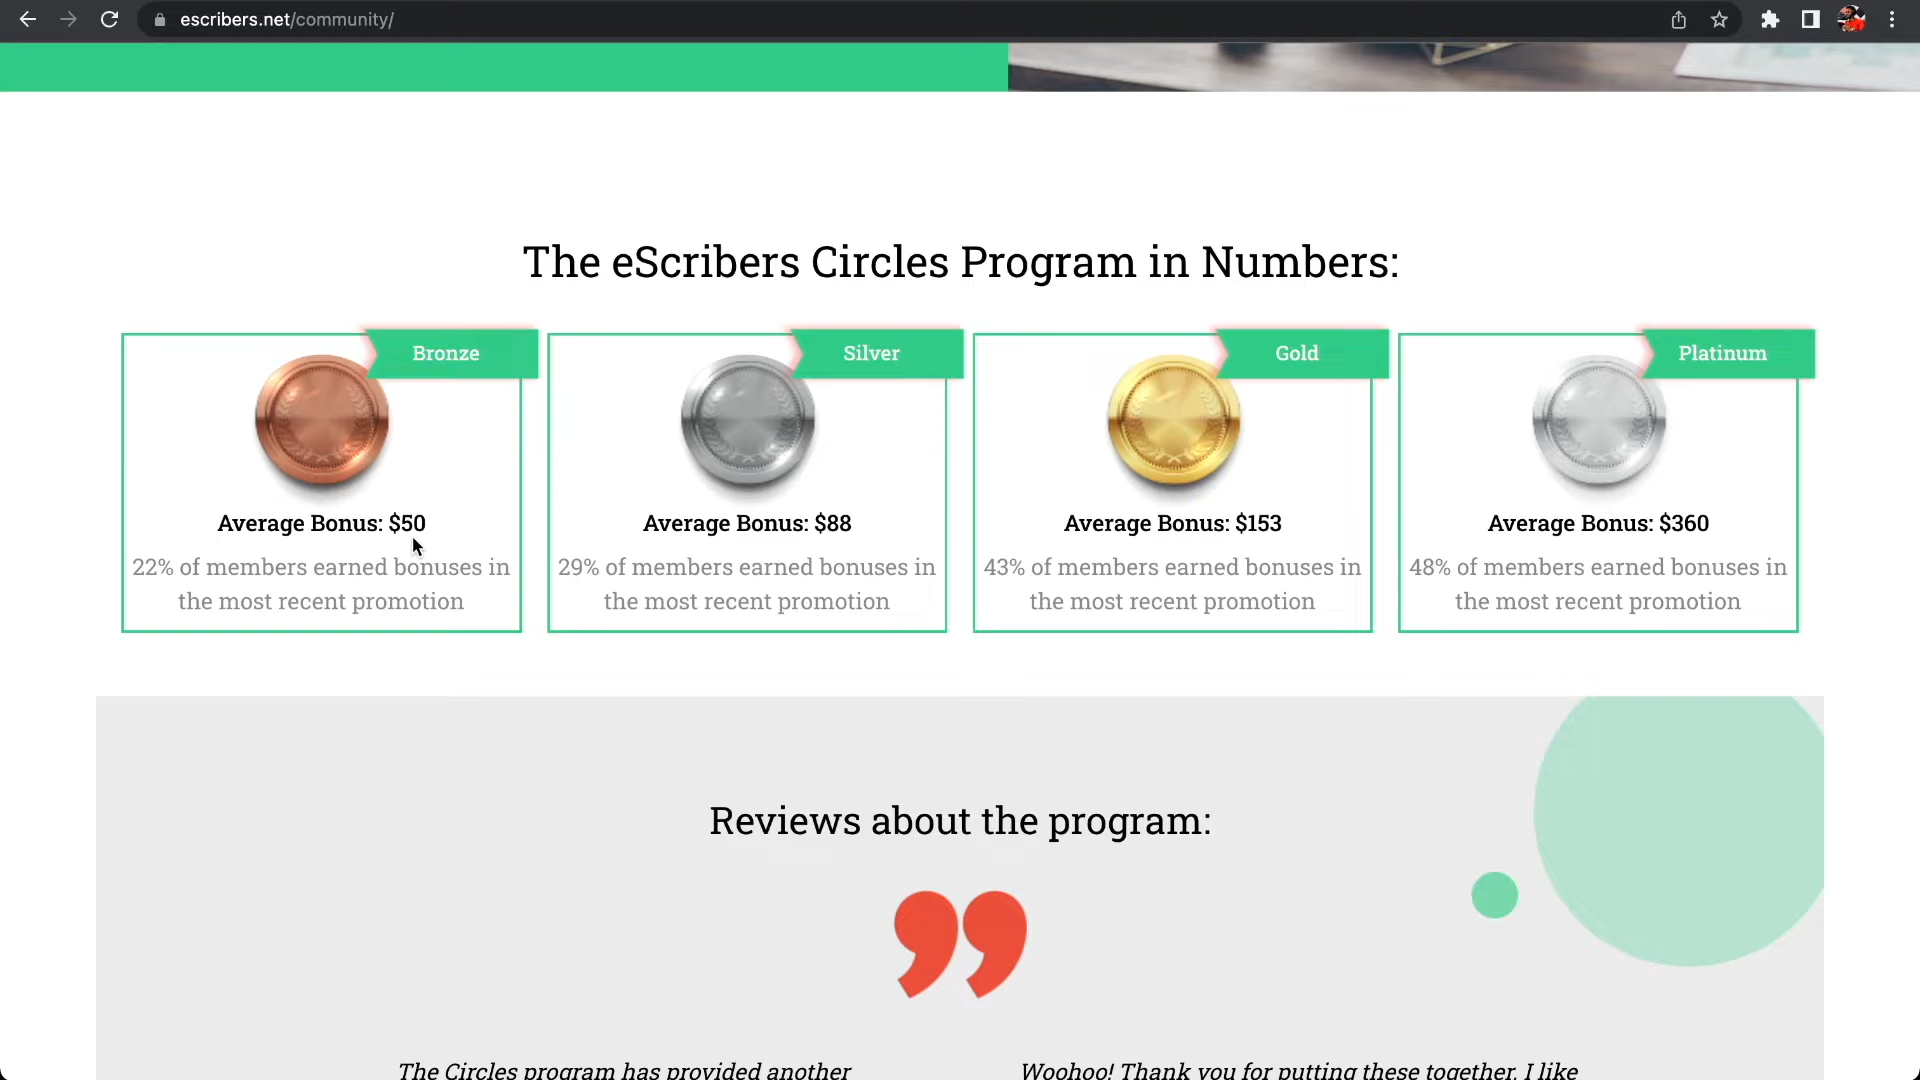 escribers.net/community/
The eScribers Circles Program in Numbers:
Bronze
Average Bonus: $50
22% of members earned bonuses in
the most recent promotion
Silver
Average Bonus: $88
29% of members earned bonuses in
the most recent promotion
Gold
Average Bonus: $153
43% of members earned bonuses in
the most recent promotion
Platinum
Average Bonus: $360
48% of members earned bonuses in
the most recent promotion
Reviews about the program:
”
The Circles program has provided another
Woohoo! Thank you for putting these together. I like